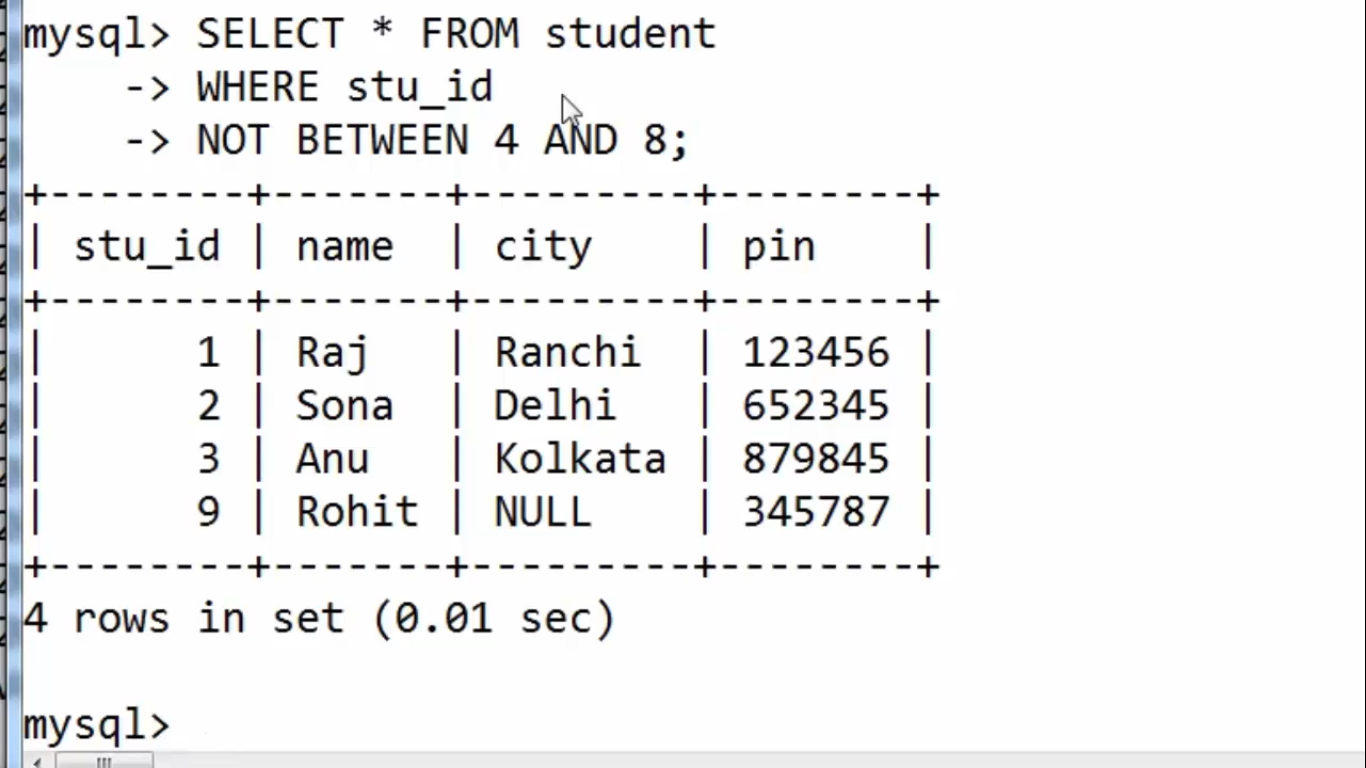 mysql> SELECT * FROM student
    -> WHERE stu_id
    -> NOT BETWEEN 4 AND 8;
+--------+-------+---------+--------+
| stu_id | name  | city    | pin    |
+--------+-------+---------+--------+
|      1 | Raj   | Ranchi  | 123456 |
|      2 | Sona  | Delhi   | 652345 |
|      3 | Anu   | Kolkata | 879845 |
|      9 | Rohit | NULL    | 345787 |
+--------+-------+---------+--------+
4 rows in set (0.01 sec)
mysql>